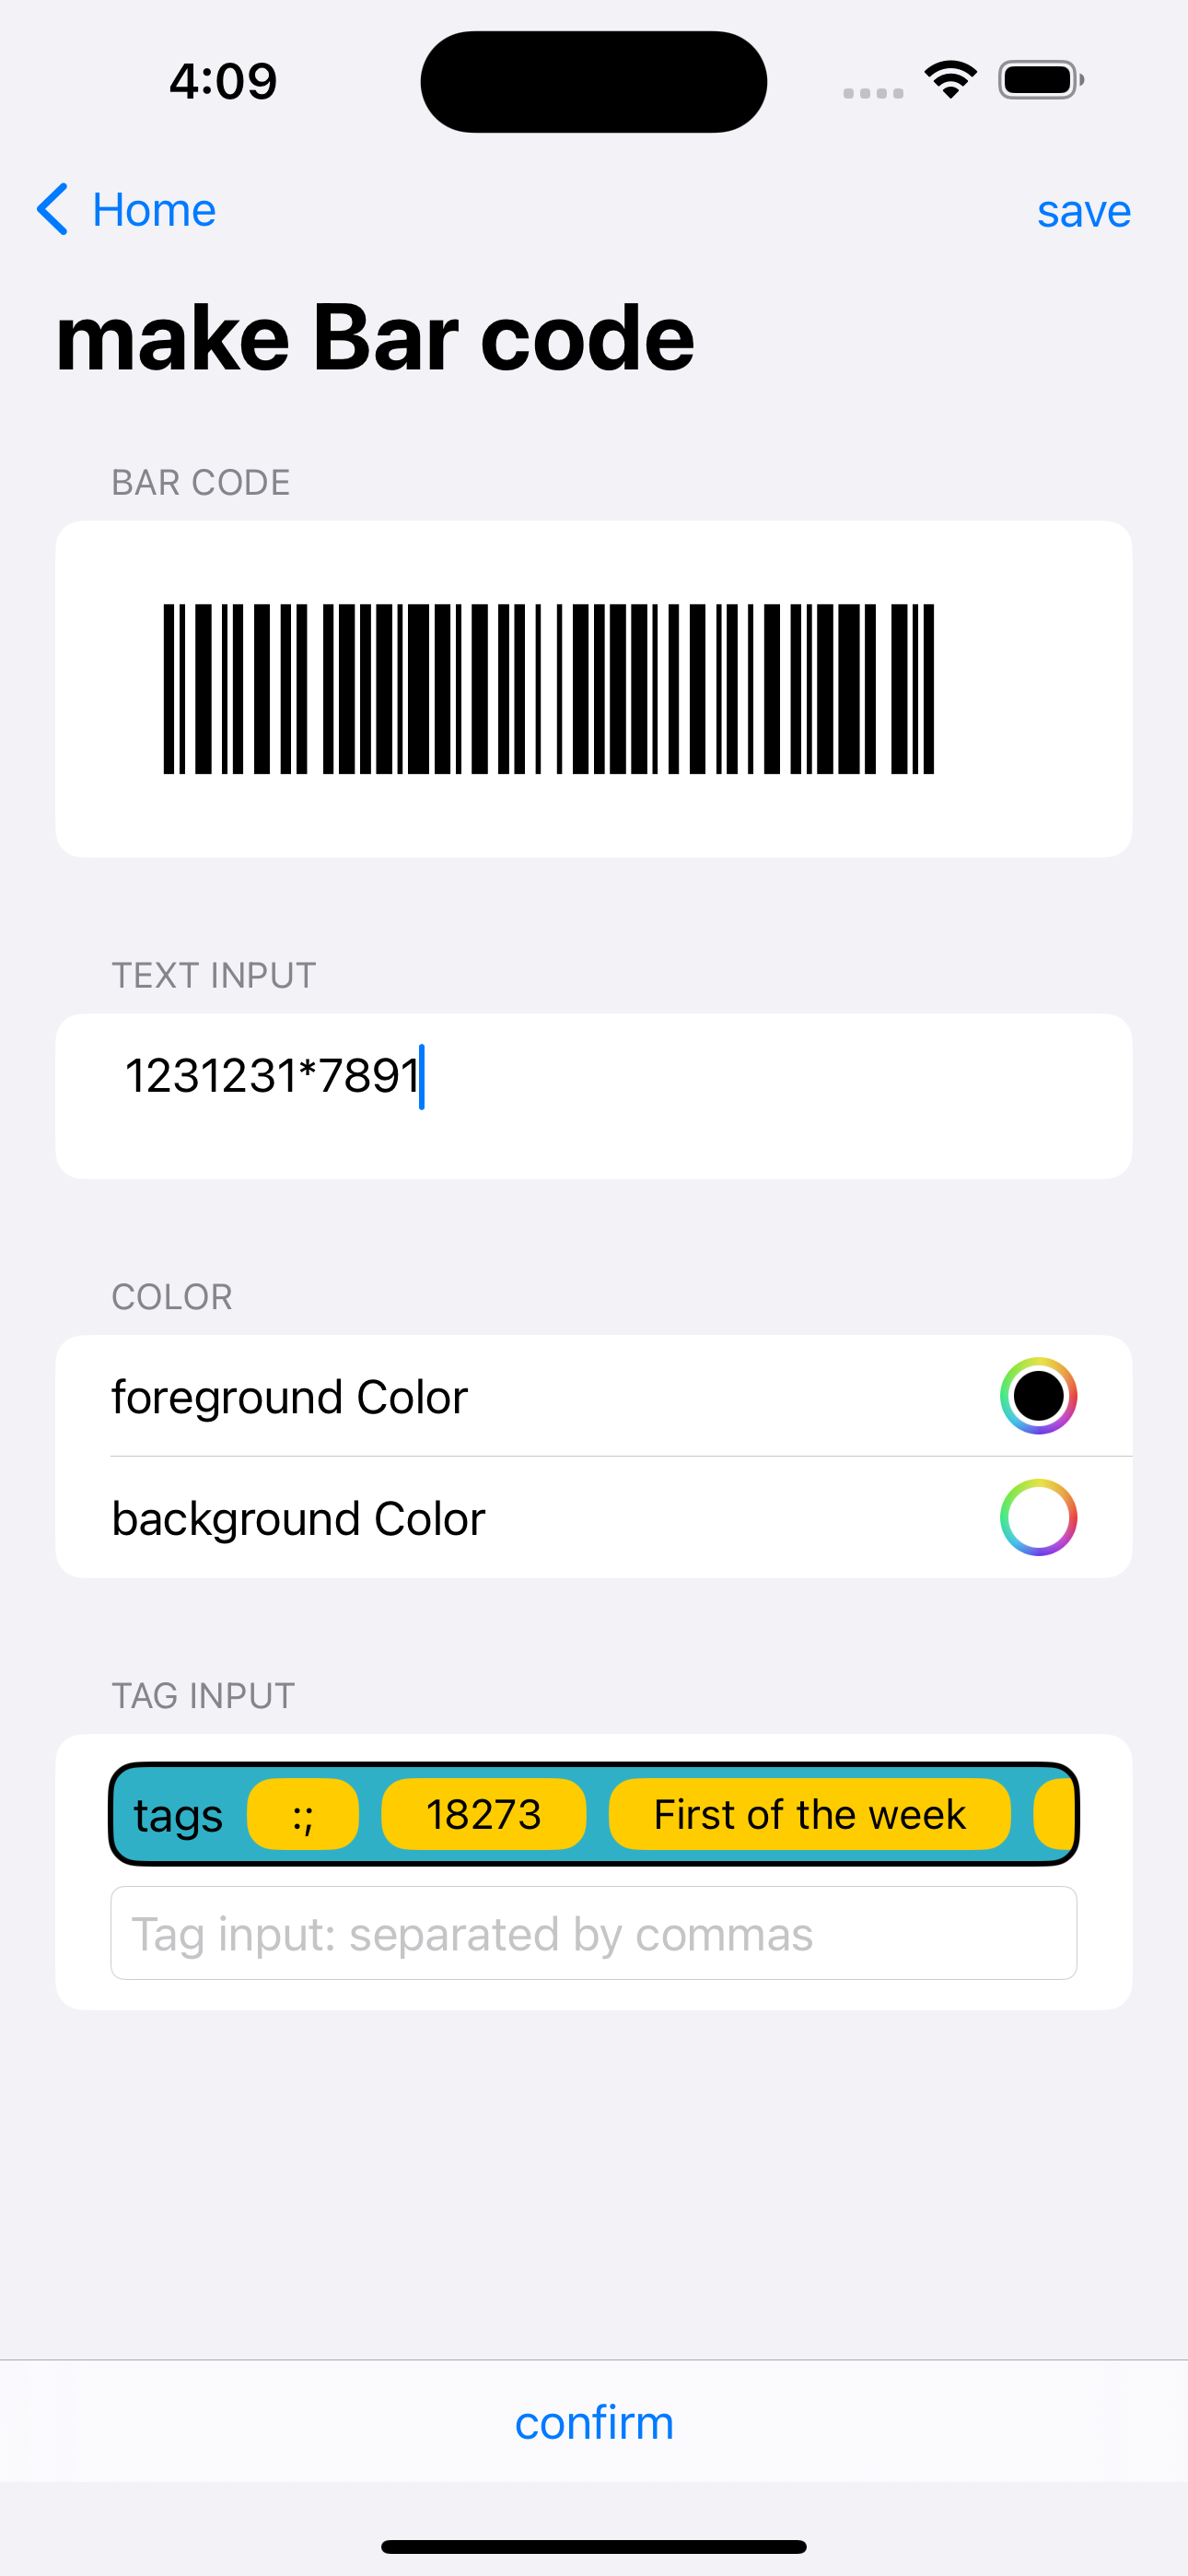 4:09
Home
save
make Bar code
BAR CODE
TEXT INPUT
1231231*7891
COLOR
foreground Color
background Color
TAG INPUT
tags :; 18273 First of the week
Tag input: separated by commas
confirm